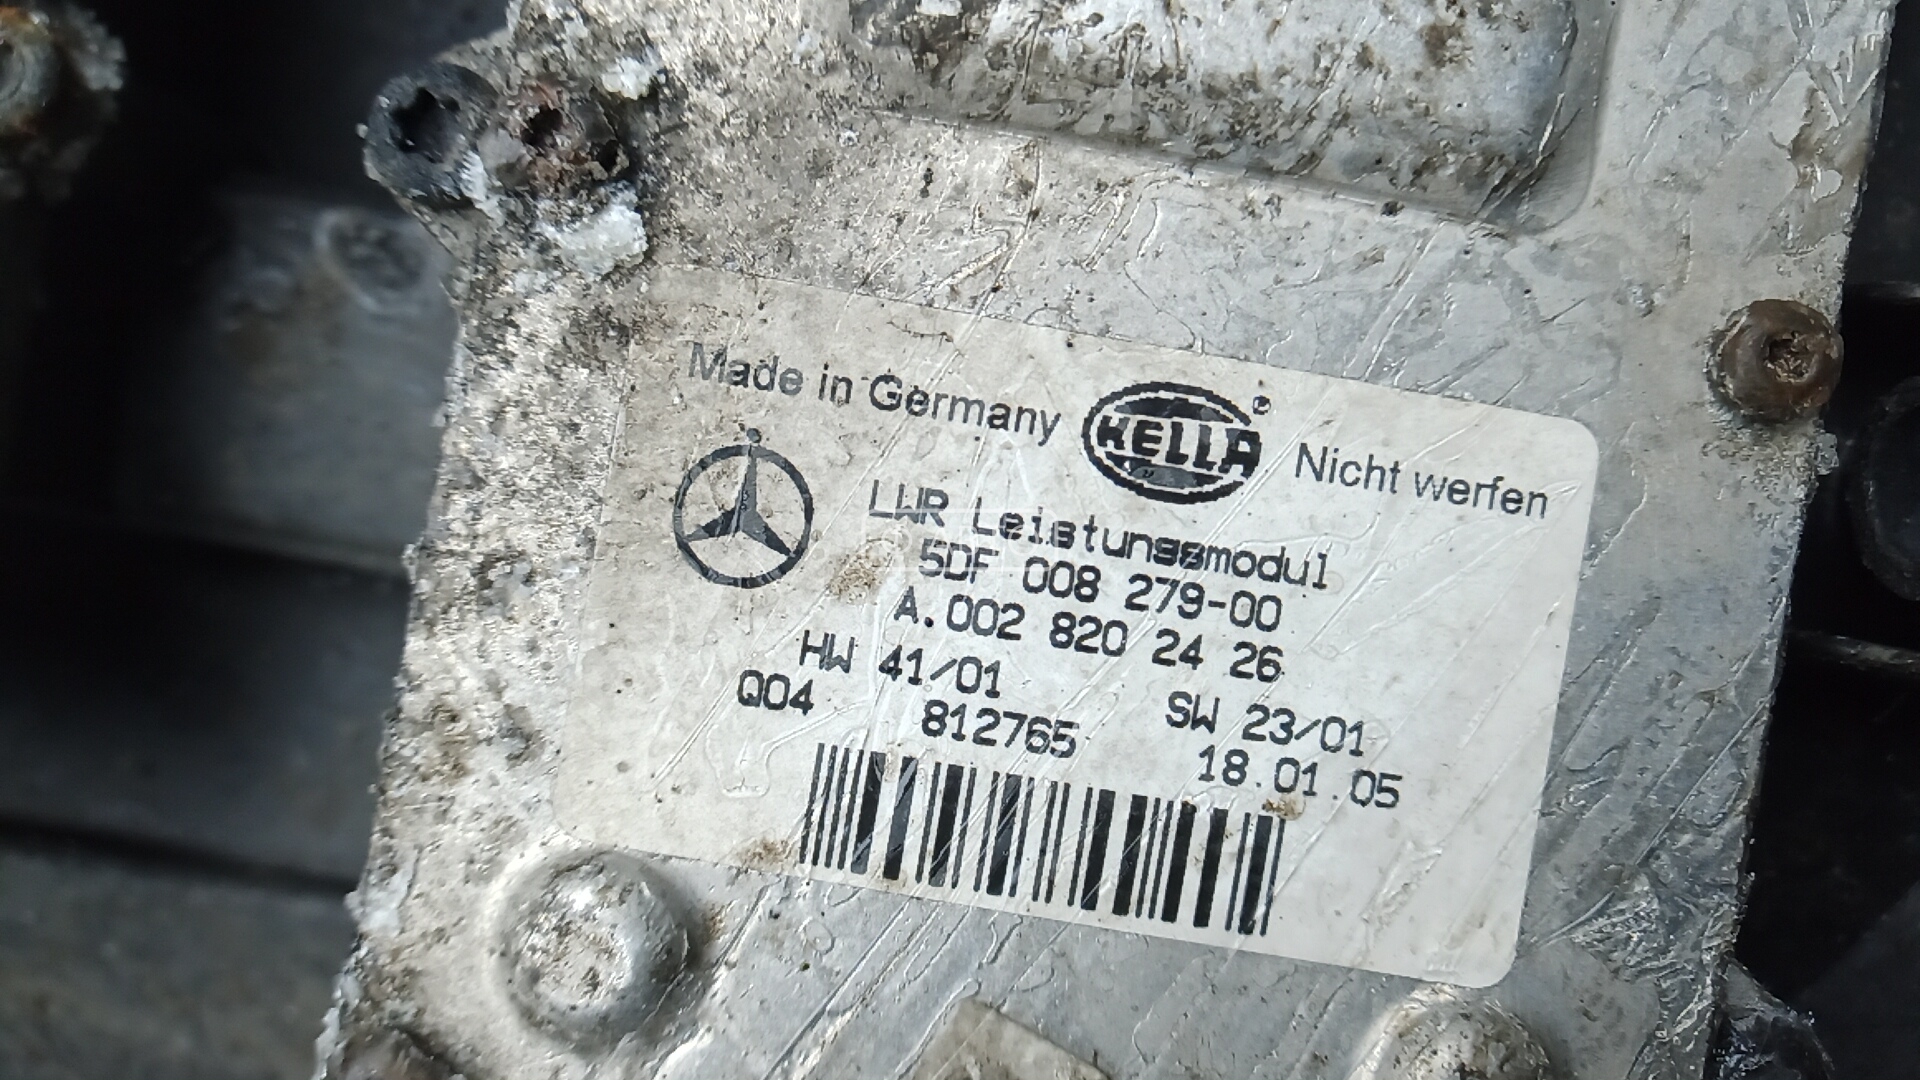 Made in Germany HELLA ® Nicht werfen
LWR Leistungsmodul
5DF 008 279-00
A.002 820 24 26
HW 41/01 SW 23/01
Q04 812765 18.01.05